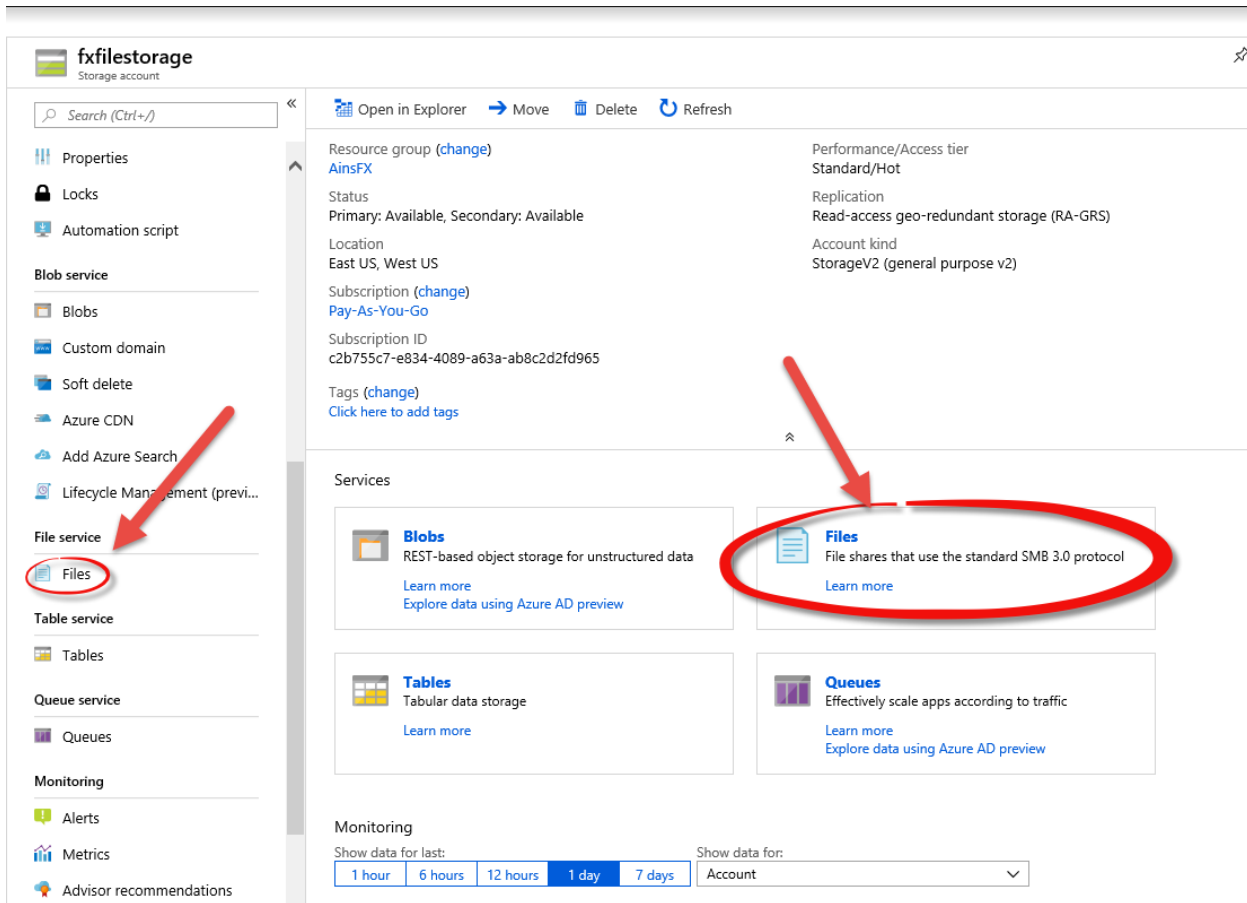 fxfilestorage
Storage account
Search (Ctrl+/)
«
Properties
Locks
Automation script
Blob service
Blobs
Custom domain
Soft delete
Azure CDN
Add Azure Search
Lifecycle Management (previ...
File service
Files
Table service
Tables
Queue service
Queues
Monitoring
Alerts
Metrics
Advisor recommendations
Open in Explorer Move Delete Refresh
Resource group (change)
AinsFX
Status
Primary: Available, Secondary: Available
Location
East US, West US
Subscription (change)
Pay-As-You-Go
Subscription ID
c2b755c7-e834-4089-a63a-ab8c2d2fd965
Tags (change)
Click here to add tags
Performance/Access tier
Standard/Hot
Replication
Read-access geo-redundant storage (RA-GRS)
Account kind
StorageV2 (general purpose v2)
Services
Blobs
REST-based object storage for unstructured data
Learn more
Explore data using Azure AD preview
Files
File shares that use the standard SMB 3.0 protocol
Learn more
Tables
Tabular data storage
Learn more
Queues
Effectively scale apps according to traffic
Learn more
Explore data using Azure AD preview
Monitoring
Show data for last:
1 hour 6 hours 12 hours 1 day 7 days
Show data for:
Account